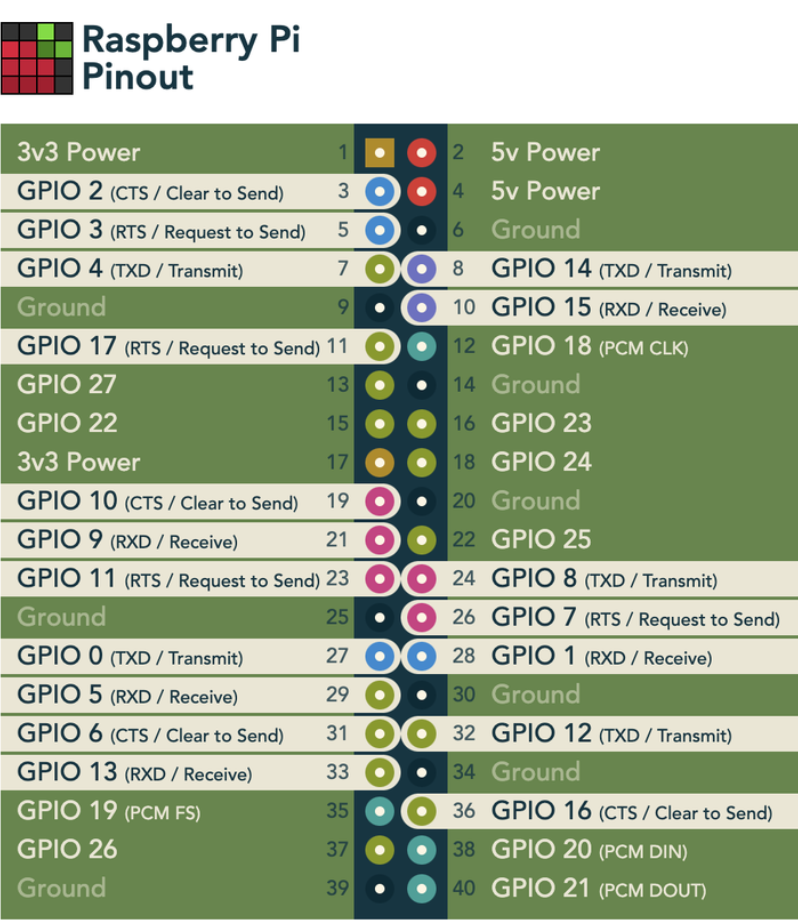 Raspberry Pi
Pinout
3v3 Power 1 2 5v Power
GPIO 2 (CTS / Clear to Send) 3 4 5v Power
GPIO 3 (RTS / Request to Send) 5 6 Ground
GPIO 4 (TXD / Transmit) 7 8 GPIO 14 (TXD / Transmit)
Ground 9 10 GPIO 15 (RXD / Receive)
GPIO 17 (RTS / Request to Send) 11 12 GPIO 18 (PCM CLK)
GPIO 27 13 14 Ground
GPIO 22 15 16 GPIO 23
3v3 Power 17 18 GPIO 24
GPIO 10 (CTS / Clear to Send) 19 20 Ground
GPIO 9 (RXD / Receive) 21 22 GPIO 25
GPIO 11 (RTS / Request to Send) 23 24 GPIO 8 (TXD / Transmit)
Ground 25 26 GPIO 7 (RTS / Request to Send)
GPIO 0 (TXD / Transmit) 27 28 GPIO 1 (RXD / Receive)
GPIO 5 (RXD / Receive) 29 30 Ground
GPIO 6 (CTS / Clear to Send) 31 32 GPIO 12 (TXD / Transmit)
GPIO 13 (RXD / Receive) 33 34 Ground
GPIO 19 (PCM FS) 35 36 GPIO 16 (CTS / Clear to Send)
GPIO 26 37 38 GPIO 20 (PCM DIN)
Ground 39 40 GPIO 21 (PCM DOUT)